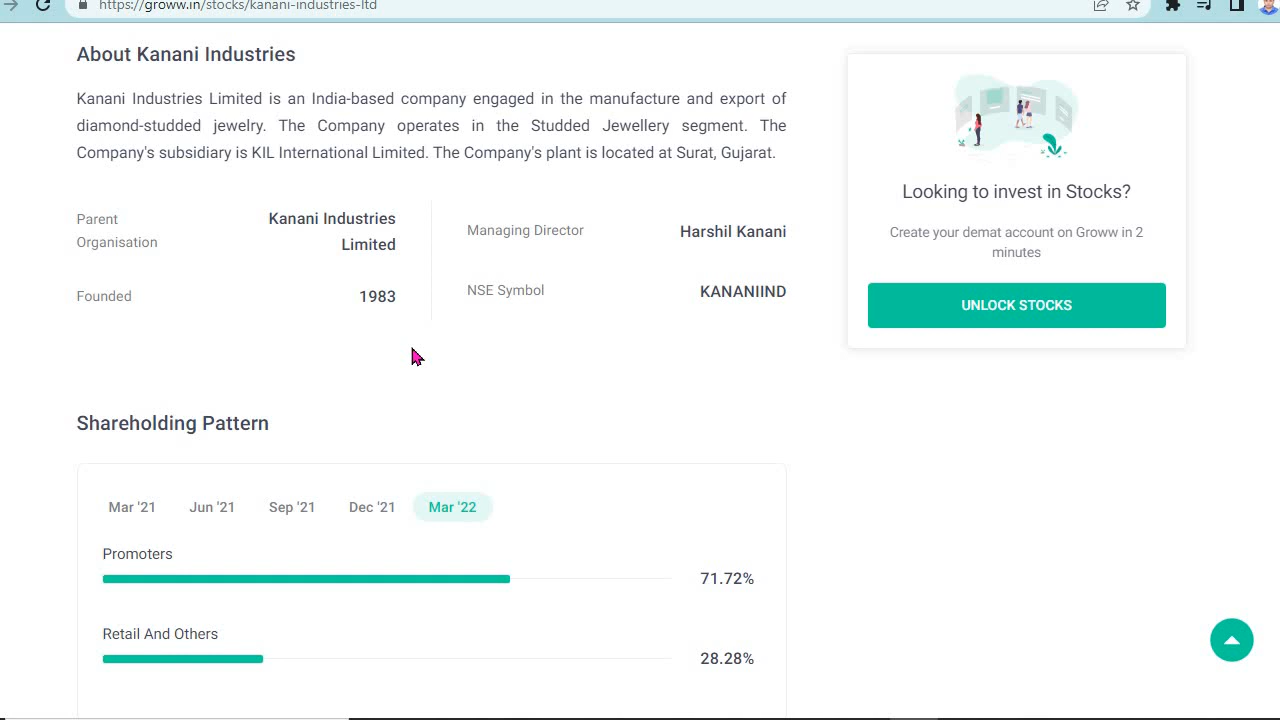 https://groww.in/stocks/kanani-industries-ltd
About Kanani Industries
Kanani Industries Limited is an India-based company engaged in the manufacture and export of
diamond-studded jewelry. The Company operates in the Studded Jewellery segment. The
Company's subsidiary is KIL International Limited. The Company's plant is located at Surat, Gujarat.
Parent
Organisation
Kanani Industries
Limited
Founded
1983
Managing Director
Harshil Kanani
NSE Symbol
KANANIIND
Looking to invest in Stocks?
Create your demat account on Groww in 2
minutes
UNLOCK STOCKS
Shareholding Pattern
Mar '21
Jun '21
Sep '21
Dec '21
Mar '22
Promoters
71.72%
Retail And Others
28.28%